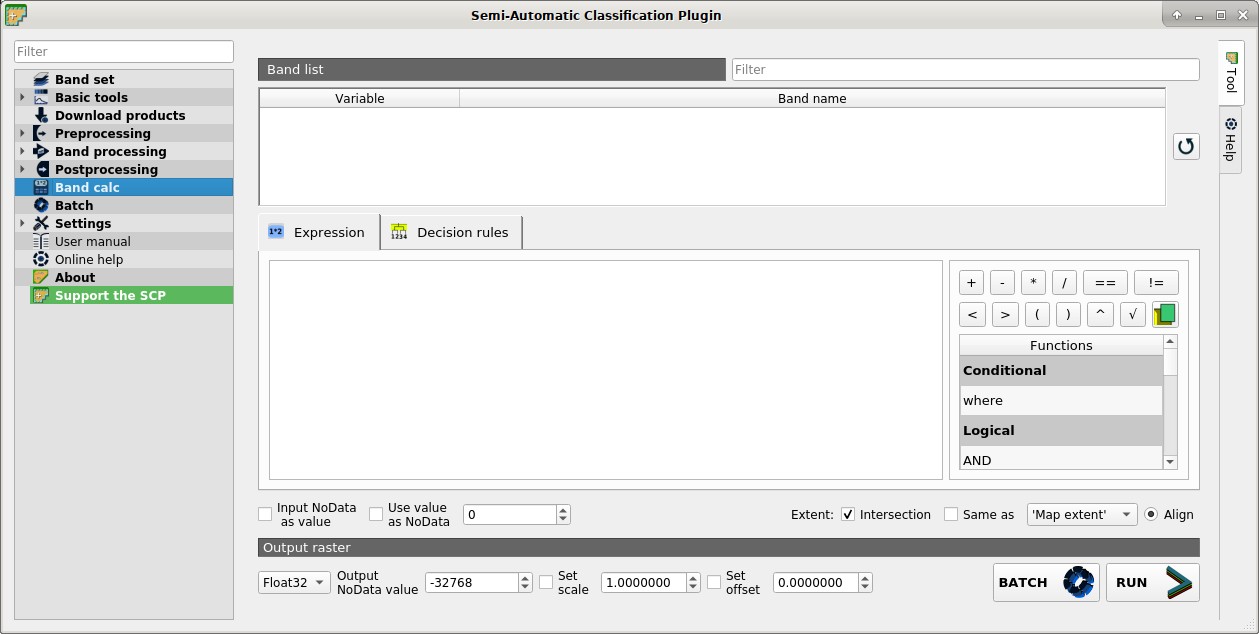 Semi-Automatic Classification Plugin
Filter
Band set
Basic tools
Download products
Preprocessing
Band processing
Postprocessing
Band calc
Batch
Settings
User manual
Online help
About
Support the SCP
Band list
Filter
Variable
Band name
Tool
Help
1*2
Expression
1234
Decision rules
+
-
*
/
==
!=
<
>
(
)
^
√
Functions
Conditional
where
Logical
AND
Input NoData
as value
Use value
as NoData
0
Extent:
Intersection
Same as
'Map extent'
Align
Output raster
Float32
Output
NoData value
-32768
Set
scale
1.0000000
Set
offset
0.0000000
BATCH
RUN